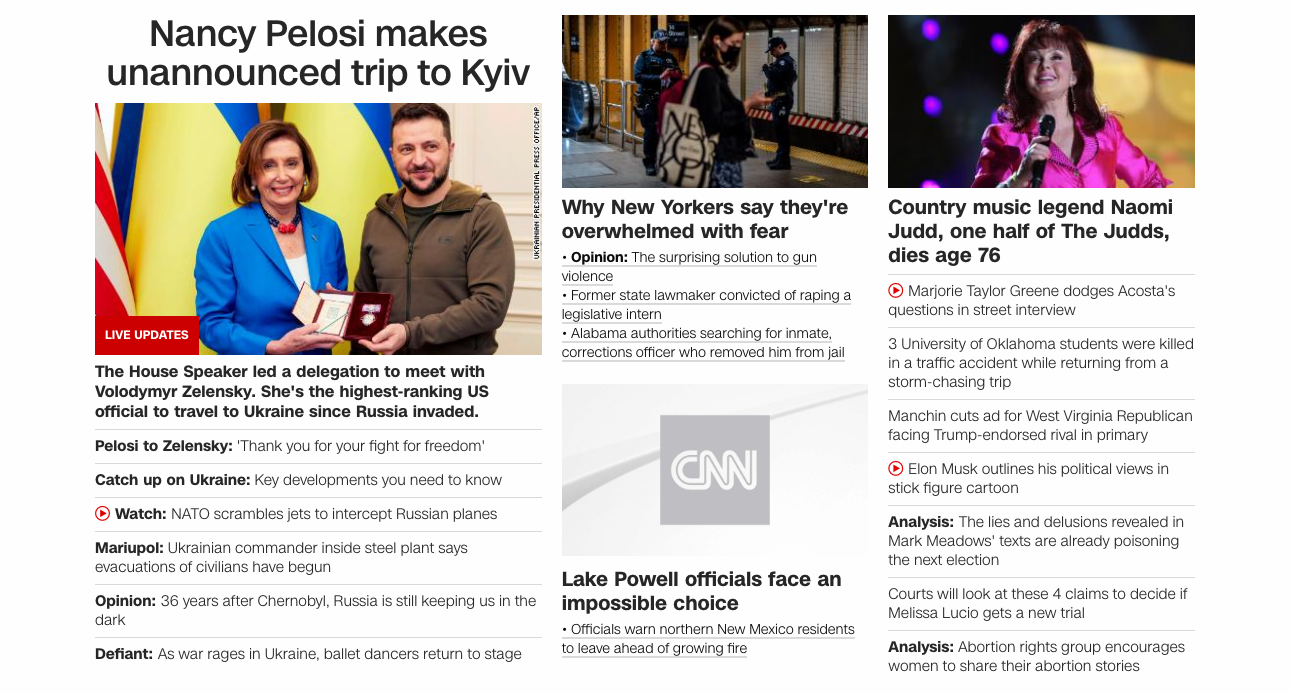 Nancy Pelosi makes
unannounced trip to Kyiv
UKRAINIAN PRESIDENTIAL PRESS OFFICE/AP
LIVE UPDATES
The House Speaker led a delegation to meet with
Volodymyr Zelensky. She's the highest-ranking US
official to travel to Ukraine since Russia invaded.
Pelosi to Zelensky: 'Thank you for your fight for freedom'
Catch up on Ukraine: Key developments you need to know
Watch: NATO scrambles jets to intercept Russian planes
Mariupol: Ukrainian commander inside steel plant says
evacuations of civilians have begun
Opinion: 36 years after Chernobyl, Russia is still keeping us in the
dark
Defiant: As war rages in Ukraine, ballet dancers return to stage
Why New Yorkers say they're
overwhelmed with fear
• Opinion: The surprising solution to gun
violence
• Former state lawmaker convicted of raping a
legislative intern
• Alabama authorities searching for inmate,
corrections officer who removed him from jail
CNN
Lake Powell officials face an
impossible choice
• Officials warn northern New Mexico residents
to leave ahead of growing fire
Country music legend Naomi
Judd, one half of The Judds,
dies age 76
Marjorie Taylor Greene dodges Acosta's
questions in street interview
3 University of Oklahoma students were killed
in a traffic accident while returning from a
storm-chasing trip
Manchin cuts ad for West Virginia Republican
facing Trump-endorsed rival in primary
Elon Musk outlines his political views in
stick figure cartoon
Analysis: The lies and delusions revealed in
Mark Meadows' texts are already poisoning
the next election
Courts will look at these 4 claims to decide if
Melissa Lucio gets a new trial
Analysis: Abortion rights group encourages
women to share their abortion stories